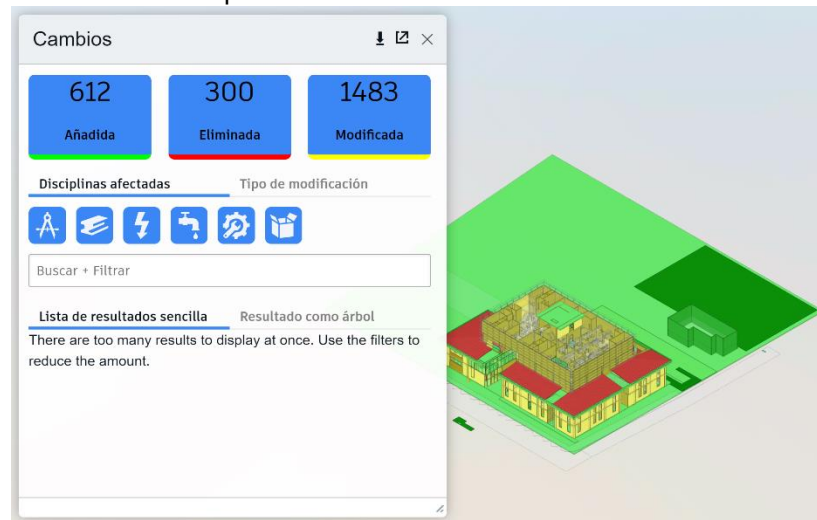 Cambios
612 300 1483
Añadida Eliminada Modificada
Disciplinas afectadas Tipo de modificación
Buscar + Filtrar
Lista de resultados sencilla Resultado como árbol
There are too many results to display at once. Use the filters to
reduce the amount.